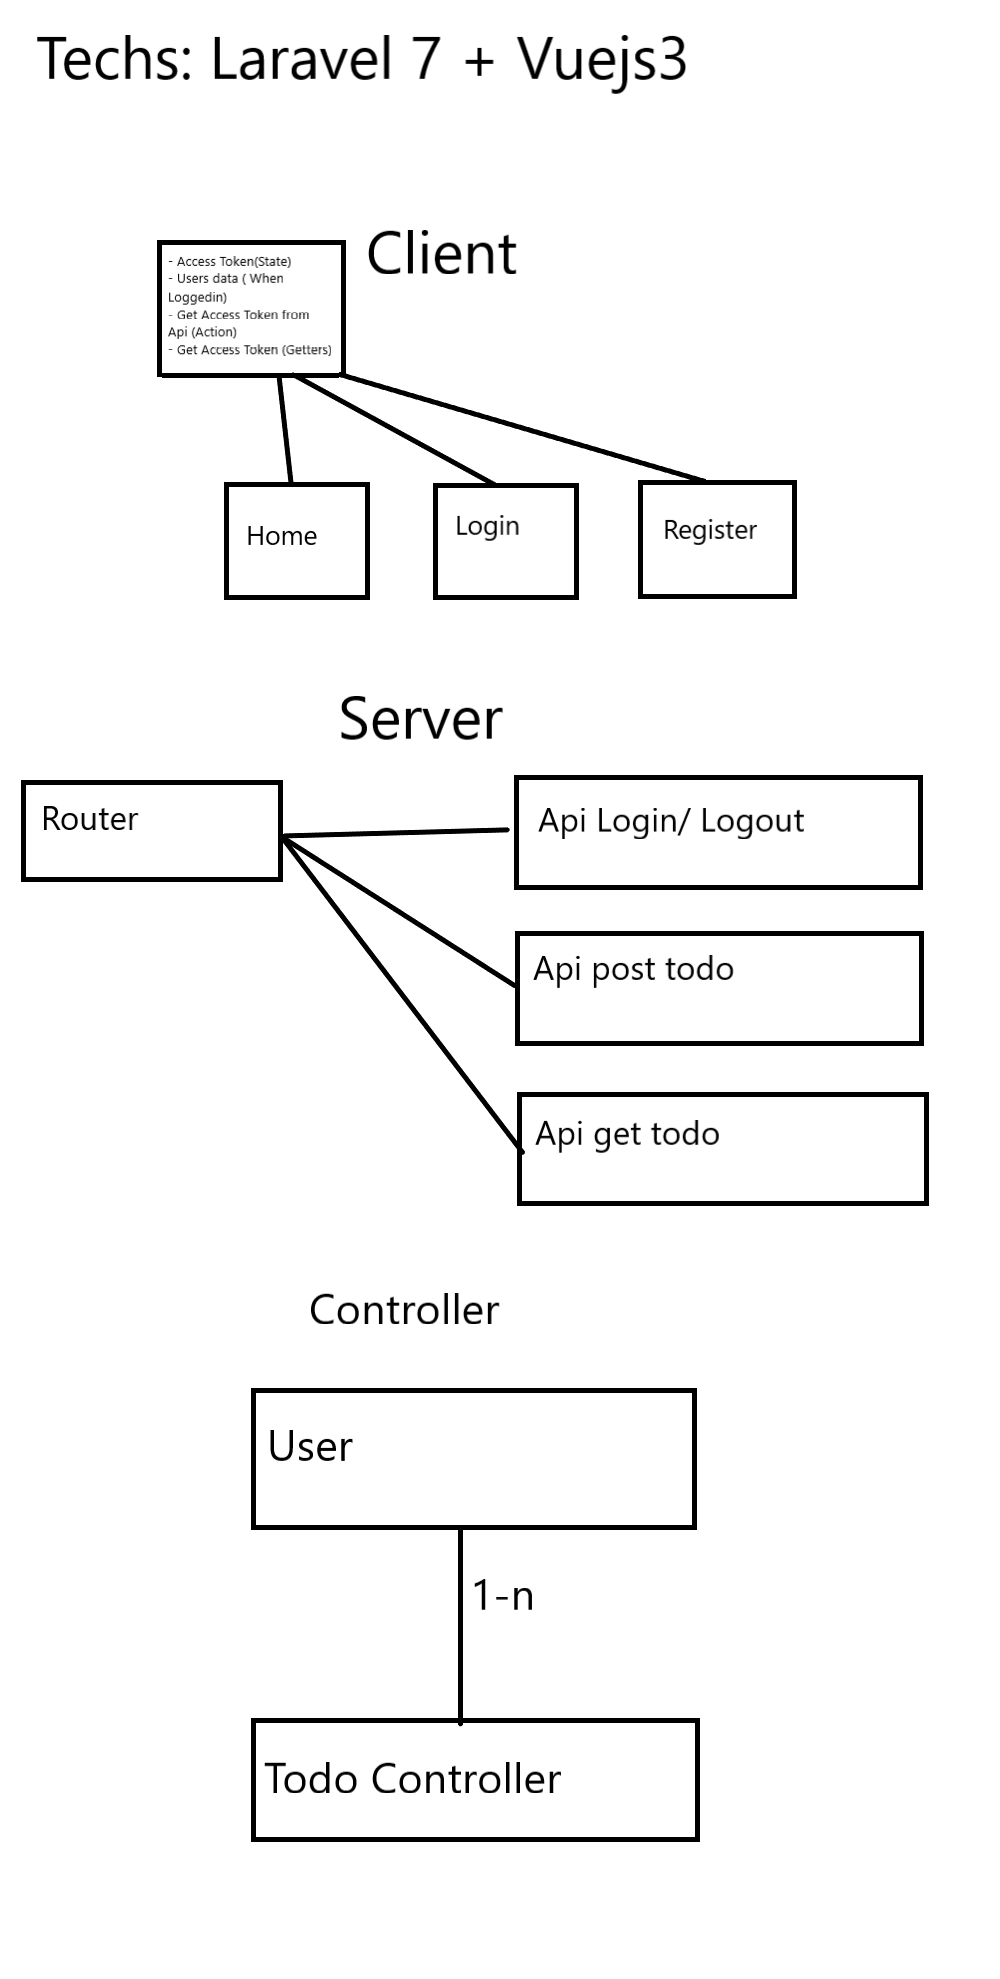 Techs: Laravel 7 + Vuejs3
Client
- Access Token(State)
- Users data ( When
Loggedin)
- Get Access Token from
Api (Action)
- Get Access Token (Getters)
Home
Login
Register
Server
Router
Api Login/ Logout
Api post todo
Api get todo
Controller
User
1-n
Todo Controller